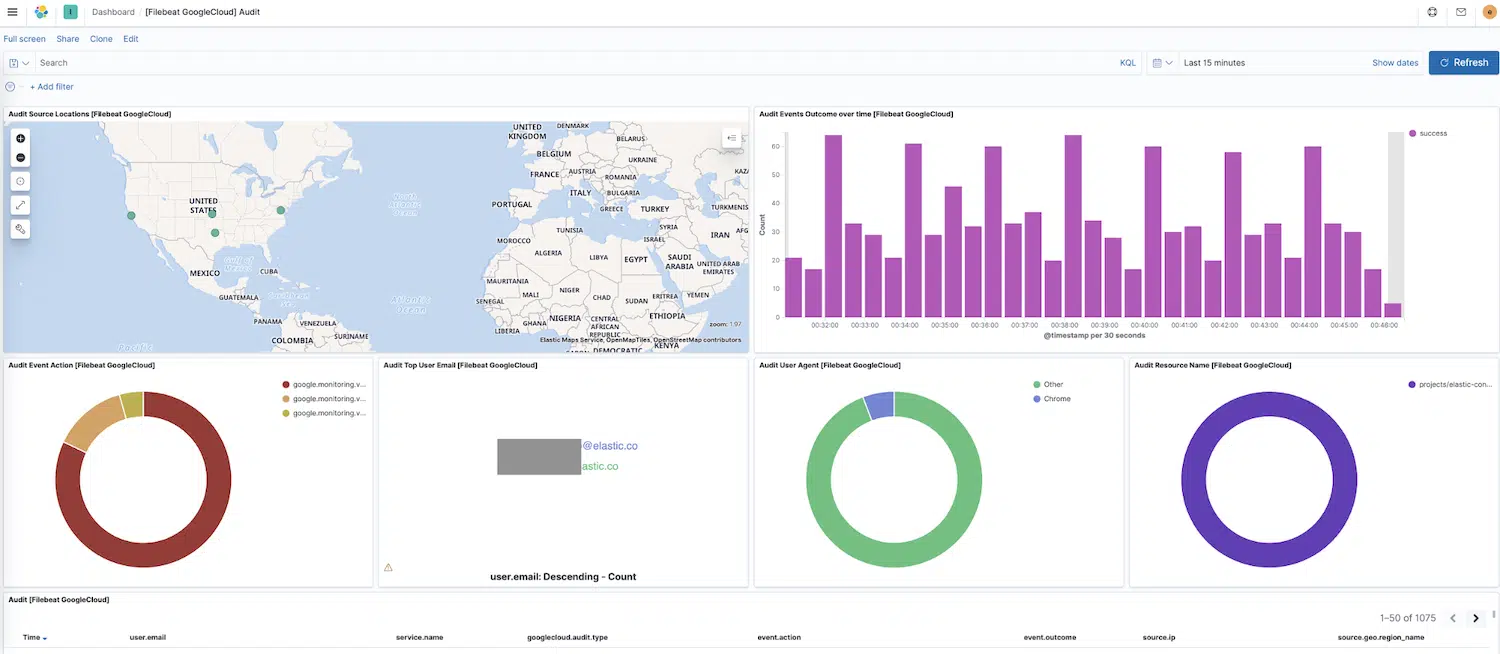 I
Dashboard [Filebeat GoogleCloud] Audit
e
Full screen Share Clone Edit
Search
KQL
Last 15 minutes
Show dates
Refresh
+ Add filter
Audit Source Locations [Filebeat GoogleCloud]
UNITED
KINGDOM
DENMARK
BELARUS
BELGIUM
UKRAINE
FRANCE
AUSTRIA
ROMANIA
KAZA
ITALY
BULGARIA
PORTUGAL
GREECE
TURKEY
TURKMENIS
UNITED
STATES
North
Atlantic
Ocean
TUNISIA
SYRIA
MOROCCO
ISRAEL
IRAN
AFG
ALGERIA
LIBYA
EGYPT
SAUDI
ARABIA
UNITED ARAB
EMIRATES
Gulf of
MEXICO
CUBA
MAURITANIA
GUATEMALA
Caribbean
Sea
Atlantic
Ocean
MALI
NIGER
CHAD
SUDAN
ERITREA
YEMEN
SENEGAL
PANAMA
VENEZUELA
GHANA
NIGERIA
CENTRAL
AFRICAN
REPUBLIC
ETHIOPIA
zoom: 1.97
LIBERIA
COLOMBIA
SURINAME
Pacific
Elastic Maps Service, OpenMapTiles, OpenStreetMap contributors
DEMOCRATIC
KENYA
Audit Events Outcome over time [Filebeat GoogleCloud]
success
Count
60
50
40
30
20
10
0
00:32:00 00:33:00 00:34:00 00:35:00 00:36:00 00:37:00 00:38:00 00:39:00 00:40:00 00:41:00 00:42:00 00:43:00 00:44:00 00:45:00 00:46:00
@timestamp per 30 seconds
Audit Event Action [Filebeat GoogleCloud]
google.monitoring.v...
google.monitoring.v...
google.monitoring.v...
Audit Top User Email [Filebeat GoogleCloud]
@elastic.co
astic.co
user.email: Descending - Count
Audit User Agent [Filebeat GoogleCloud]
Other
Chrome
Audit Resource Name [Filebeat GoogleCloud]
projects/elastic-con...
Audit [Filebeat GoogleCloud]
1–50 of 1075
Time user.email service.name googlecloud.audit.type event.action event.outcome source.ip source.geo.region_name